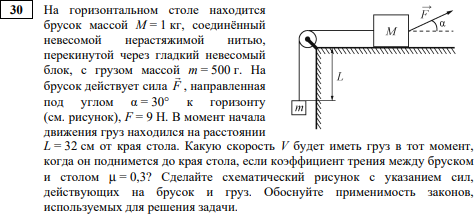 30
На горизонтальном столе находится
брусок массой M = 1 кг, соединённый
невесомой нерастяжимой нитью,
перекинутой через гладкий невесомый
блок, с грузом массой m = 500 г. На
брусок действует сила F⃗, направленная
под углом α = 30° к горизонту
(см. рисунок), F = 9 Н. В момент начала
движения груз находился на расстоянии
L = 32 см от края стола. Какую скорость V будет иметь груз в тот момент,
когда он поднимется до края стола, если коэффициент трения между бруском
и столом μ = 0,3? Сделайте схематический рисунок с указанием сил,
действующих на брусок и груз. Обоснуйте применимость законов,
используемых для решения задачи.
F⃗
M
α
L
m